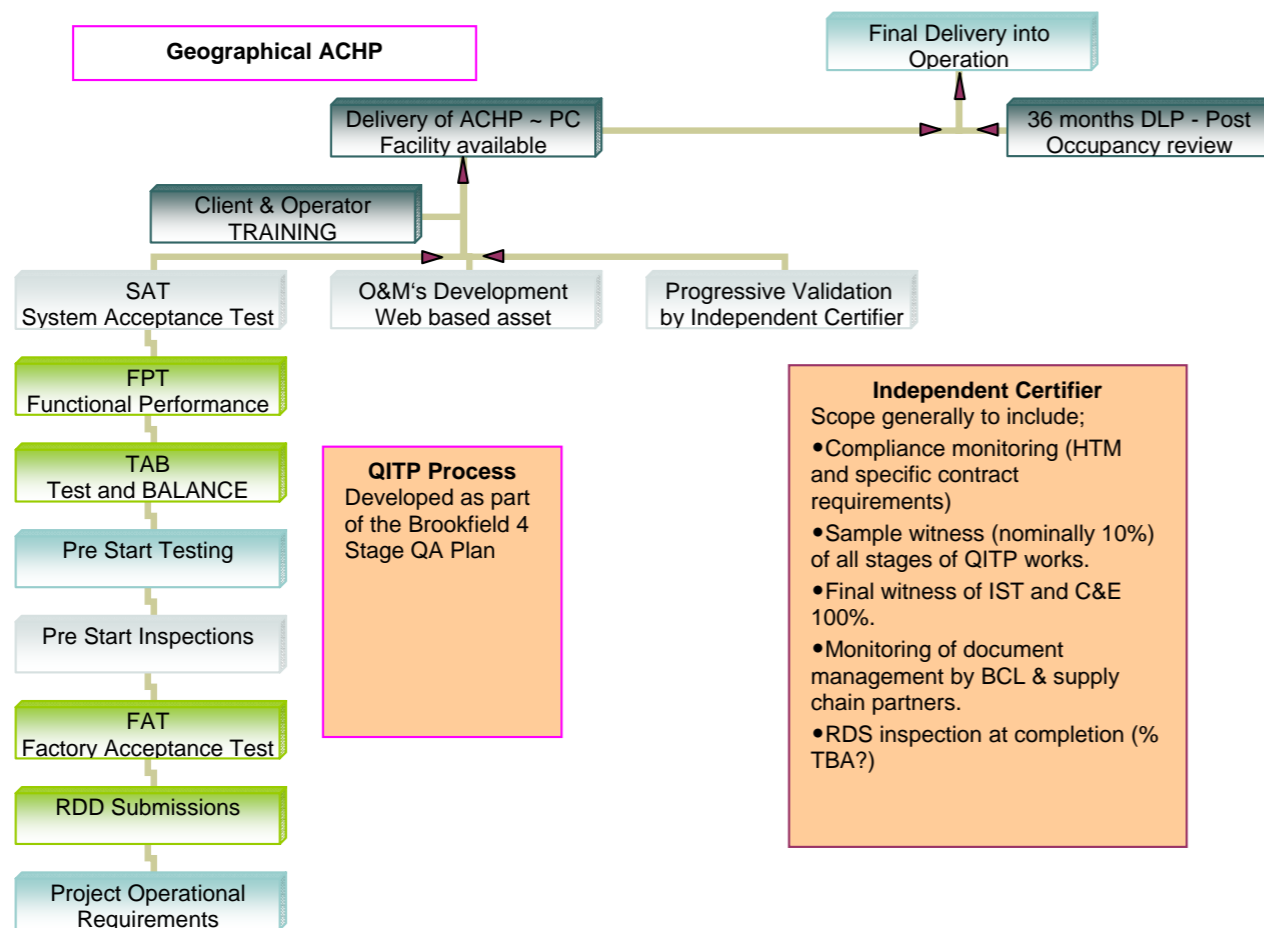 Geographical ACHP
Final Delivery into
Operation
Delivery of ACHP ~ PC
Facility available
36 months DLP - Post
Occupancy review
Client & Operator
TRAINING
SAT
System Acceptance Test
O&M‘s Development
Web based asset
Progressive Validation
by Independent Certifier
FPT
Functional Performance
TAB
Test and BALANCE
Pre Start Testing
Pre Start Inspections
FAT
Factory Acceptance Test
RDD Submissions
Project Operational
Requirements
QITP Process
Developed as part
of the Brookfield 4
Stage QA Plan
Independent Certifier
Scope generally to include;
•Compliance monitoring (HTM
and specific contract
requirements)
•Sample witness (nominally 10%)
of all stages of QITP works.
•Final witness of IST and C&E
100%.
•Monitoring of document
management by BCL & supply
chain partners.
•RDS inspection at completion (%
TBA?)